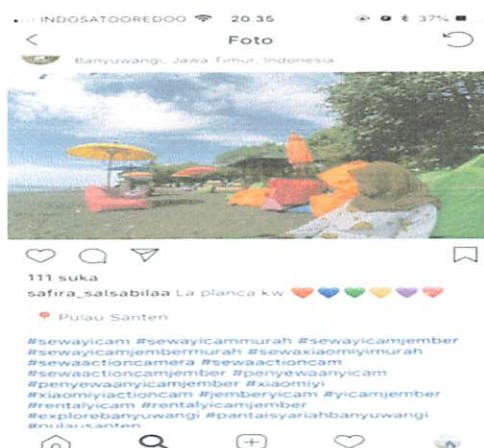 INDOSATOOREDOO 20.35 37%
Foto
Banyuwangi, Jawa Timur, Indonesia
111 suka
safira_salsabilaa La planca kw
Pulau Santen
#sewayicam #sewayicammurah #sewayicamjember
#sewayicamjembermurah #sewaxiaomiyimurah
#sewaactioncamera #sewaactioncam
#sewaactioncamjember #penyewaanyicam
#penyewaanyicamjember #xiaomiyi
#xiaomiyiactioncam #jemberyicam #yicamjember
#rentalyicam #rentalyicamjember
#explorebanyuwangi #pantaisyariahbanyuwangi
#pulausanten